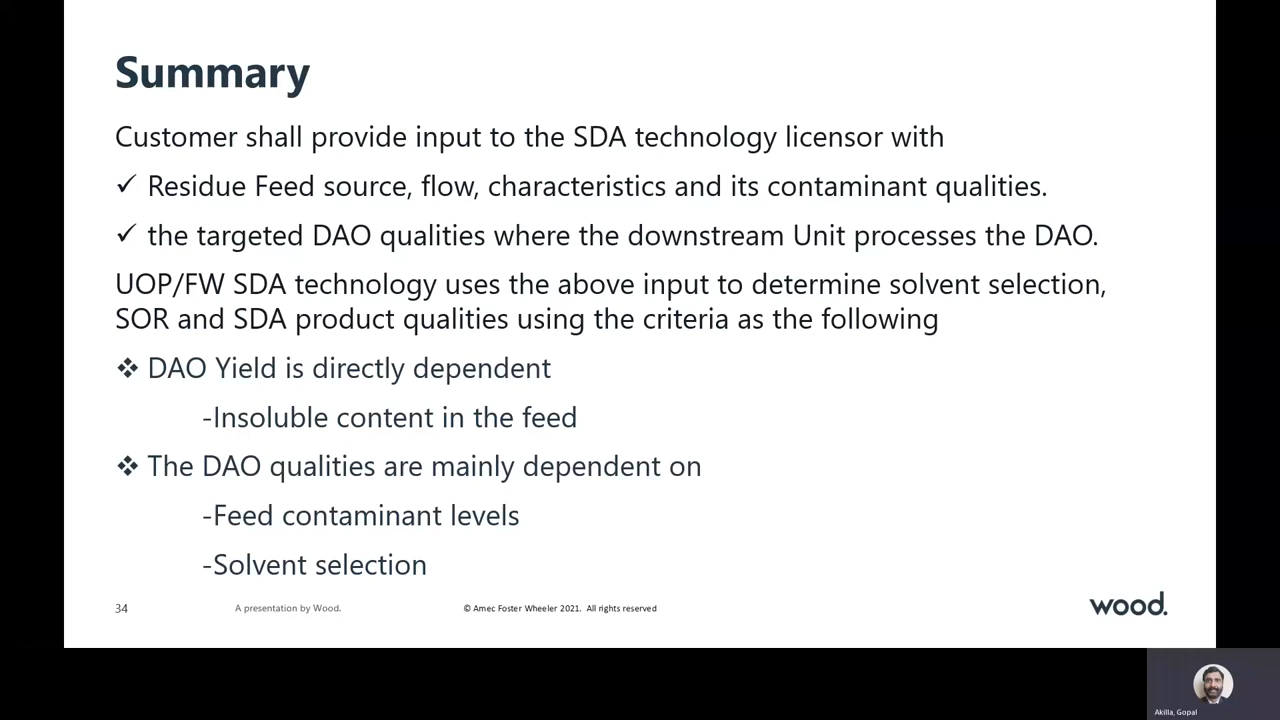 Summary
Customer shall provide input to the SDA technology licensor with
✓ Residue Feed source, flow, characteristics and its contaminant qualities.
✓ the targeted DAO qualities where the downstream Unit processes the DAO.
UOP/FW SDA technology uses the above input to determine solvent selection,
SOR and SDA product qualities using the criteria as the following
❖ DAO Yield is directly dependent
-Insoluble content in the feed
❖ The DAO qualities are mainly dependent on
-Feed contaminant levels
-Solvent selection
34 A presentation by Wood. © Amec Foster Wheeler 2021. All rights reserved wood.
Akilla, Gopal